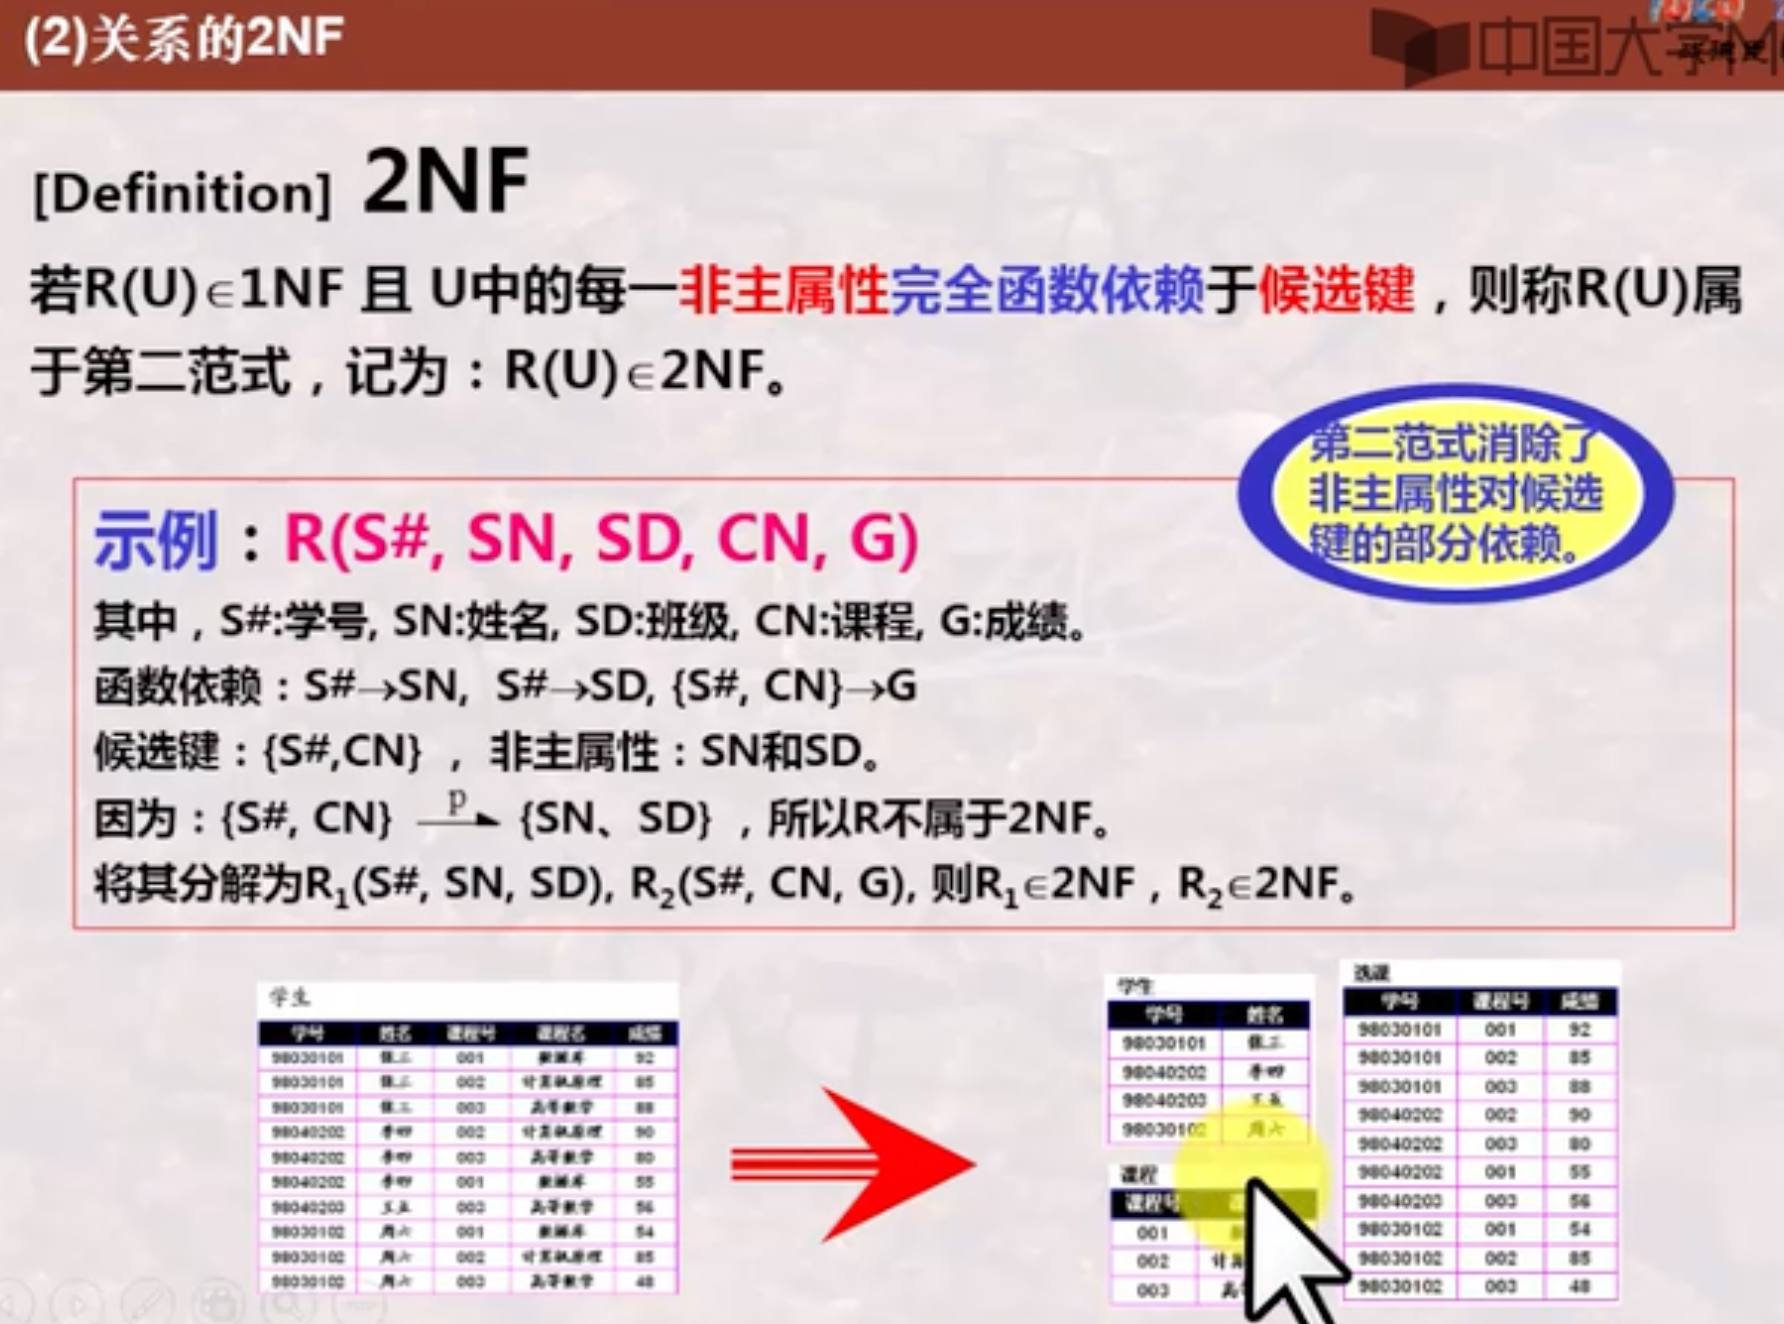 (2)关系的2NF
中国大学M
[Definition] 2NF
若R(U)∈1NF 且 U中的每一非主属性完全函数依赖于候选键，则称R(U)属
于第二范式，记为：R(U)∈2NF。
第二范式消除了
非主属性对候选
键的部分依赖。
示例：R(S#, SN, SD, CN, G)
其中，S#:学号, SN:姓名, SD:班级, CN:课程, G:成绩。
函数依赖：S#→SN, S#→SD, {S#, CN}→G
候选键：{S#,CN} ，非主属性：SN和SD。
因为：{S#, CN} p→ {SN、SD} ，所以R不属于2NF。
将其分解为R₁(S#, SN, SD), R₂(S#, CN, G), 则R₁∈2NF，R₂∈2NF。
学生
学号 姓名 课程号 课程名 成绩
98030101 张三 001 数据库 92
98030101 张三 002 计算机原理 85
98030101 张三 003 高等数学 88
98040202 李四 002 计算机原理 90
98040202 李四 003 高等数学 80
98040202 李四 001 数据库 55
98040203 王五 003 高等数学 56
98030102 周六 001 数据库 54
98030102 周六 002 计算机原理 85
98030102 周六 003 高等数学 48
学生
学号 姓名
98030101 张三
98040202 李四
98040203 王五
98030102 周六
课程
课程号
001
002 计算
003 高
选课
学号 课程号 成绩
98030101 001 92
98030101 002 85
98030101 003 88
98040202 002 90
98040202 003 80
98040202 001 55
98040203 003 56
98030102 001 54
98030102 002 85
98030102 003 48